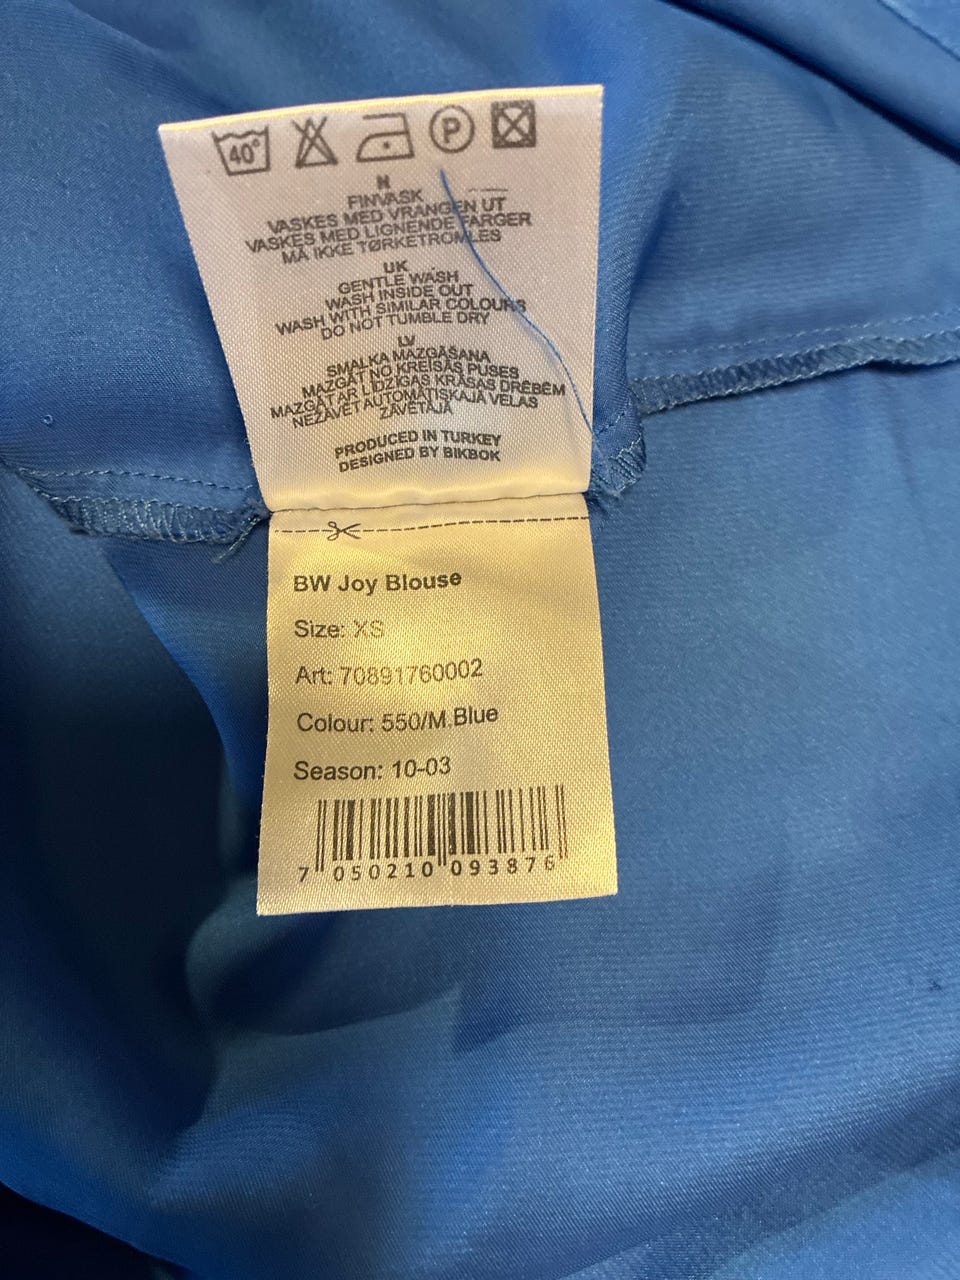 40°
P
N
FINVASK
VASKES MED VRANGEN UT
VASKES MED LIGNENDE FARGER
MÅ IKKE TØRKETROMLES
UK
GENTLE WASH
WASH INSIDE OUT
WASH WITH SIMILAR COLOURS
DO NOT TUMBLE DRY
LV
SMALKA MAZGĀŠANA
MAZGĀT NO KREISĀS PUSES
MAZGĀT AR LĪDZĪGAS KRĀSAS DRĒBĒM
NEŽĀVĒT AUTOMĀTISKAJĀ VEĻAS
ŽĀVĒTĀJĀ
PRODUCED IN TURKEY
DESIGNED BY BIKBOK
BW Joy Blouse
Size: XS
Art: 70891760002
Colour: 550/M.Blue
Season: 10-03
7 050210 093876